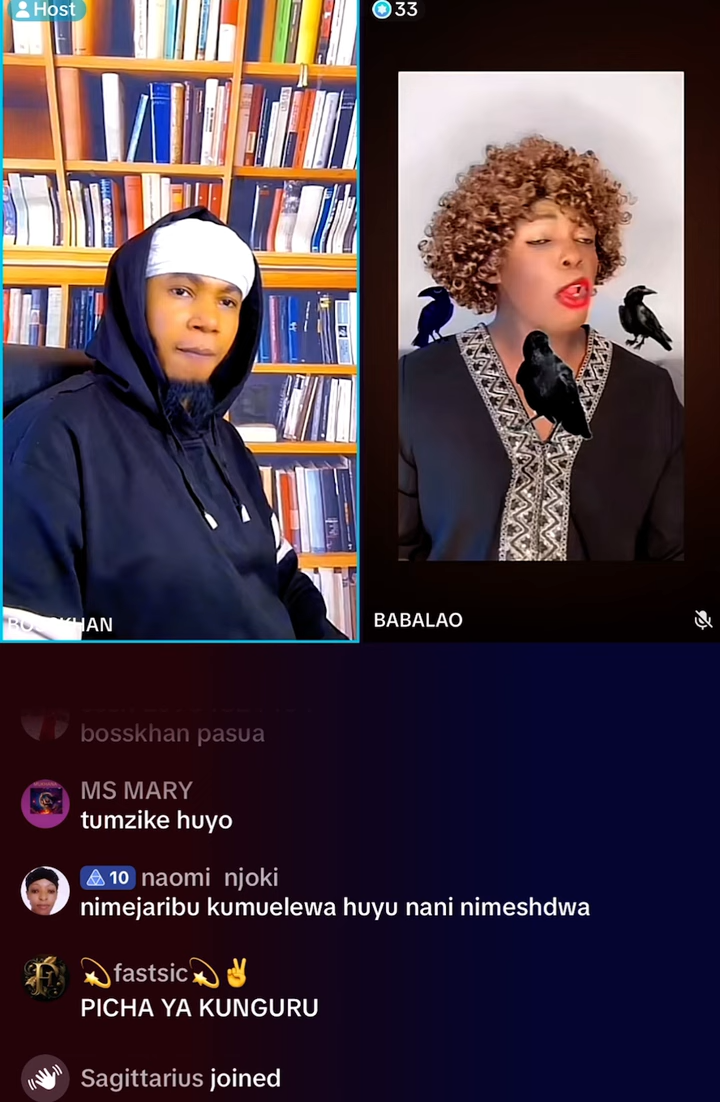 Host
33
BOSSKHAN
BABALAO
bosskhan pasua
MS MARY
tumzike huyo
10 naomi njoki
nimejaribu kumuelewa huyu nani nimeshdwa
💫fastsic💫✌️
PICHA YA KUNGURU
Sagittarius joined